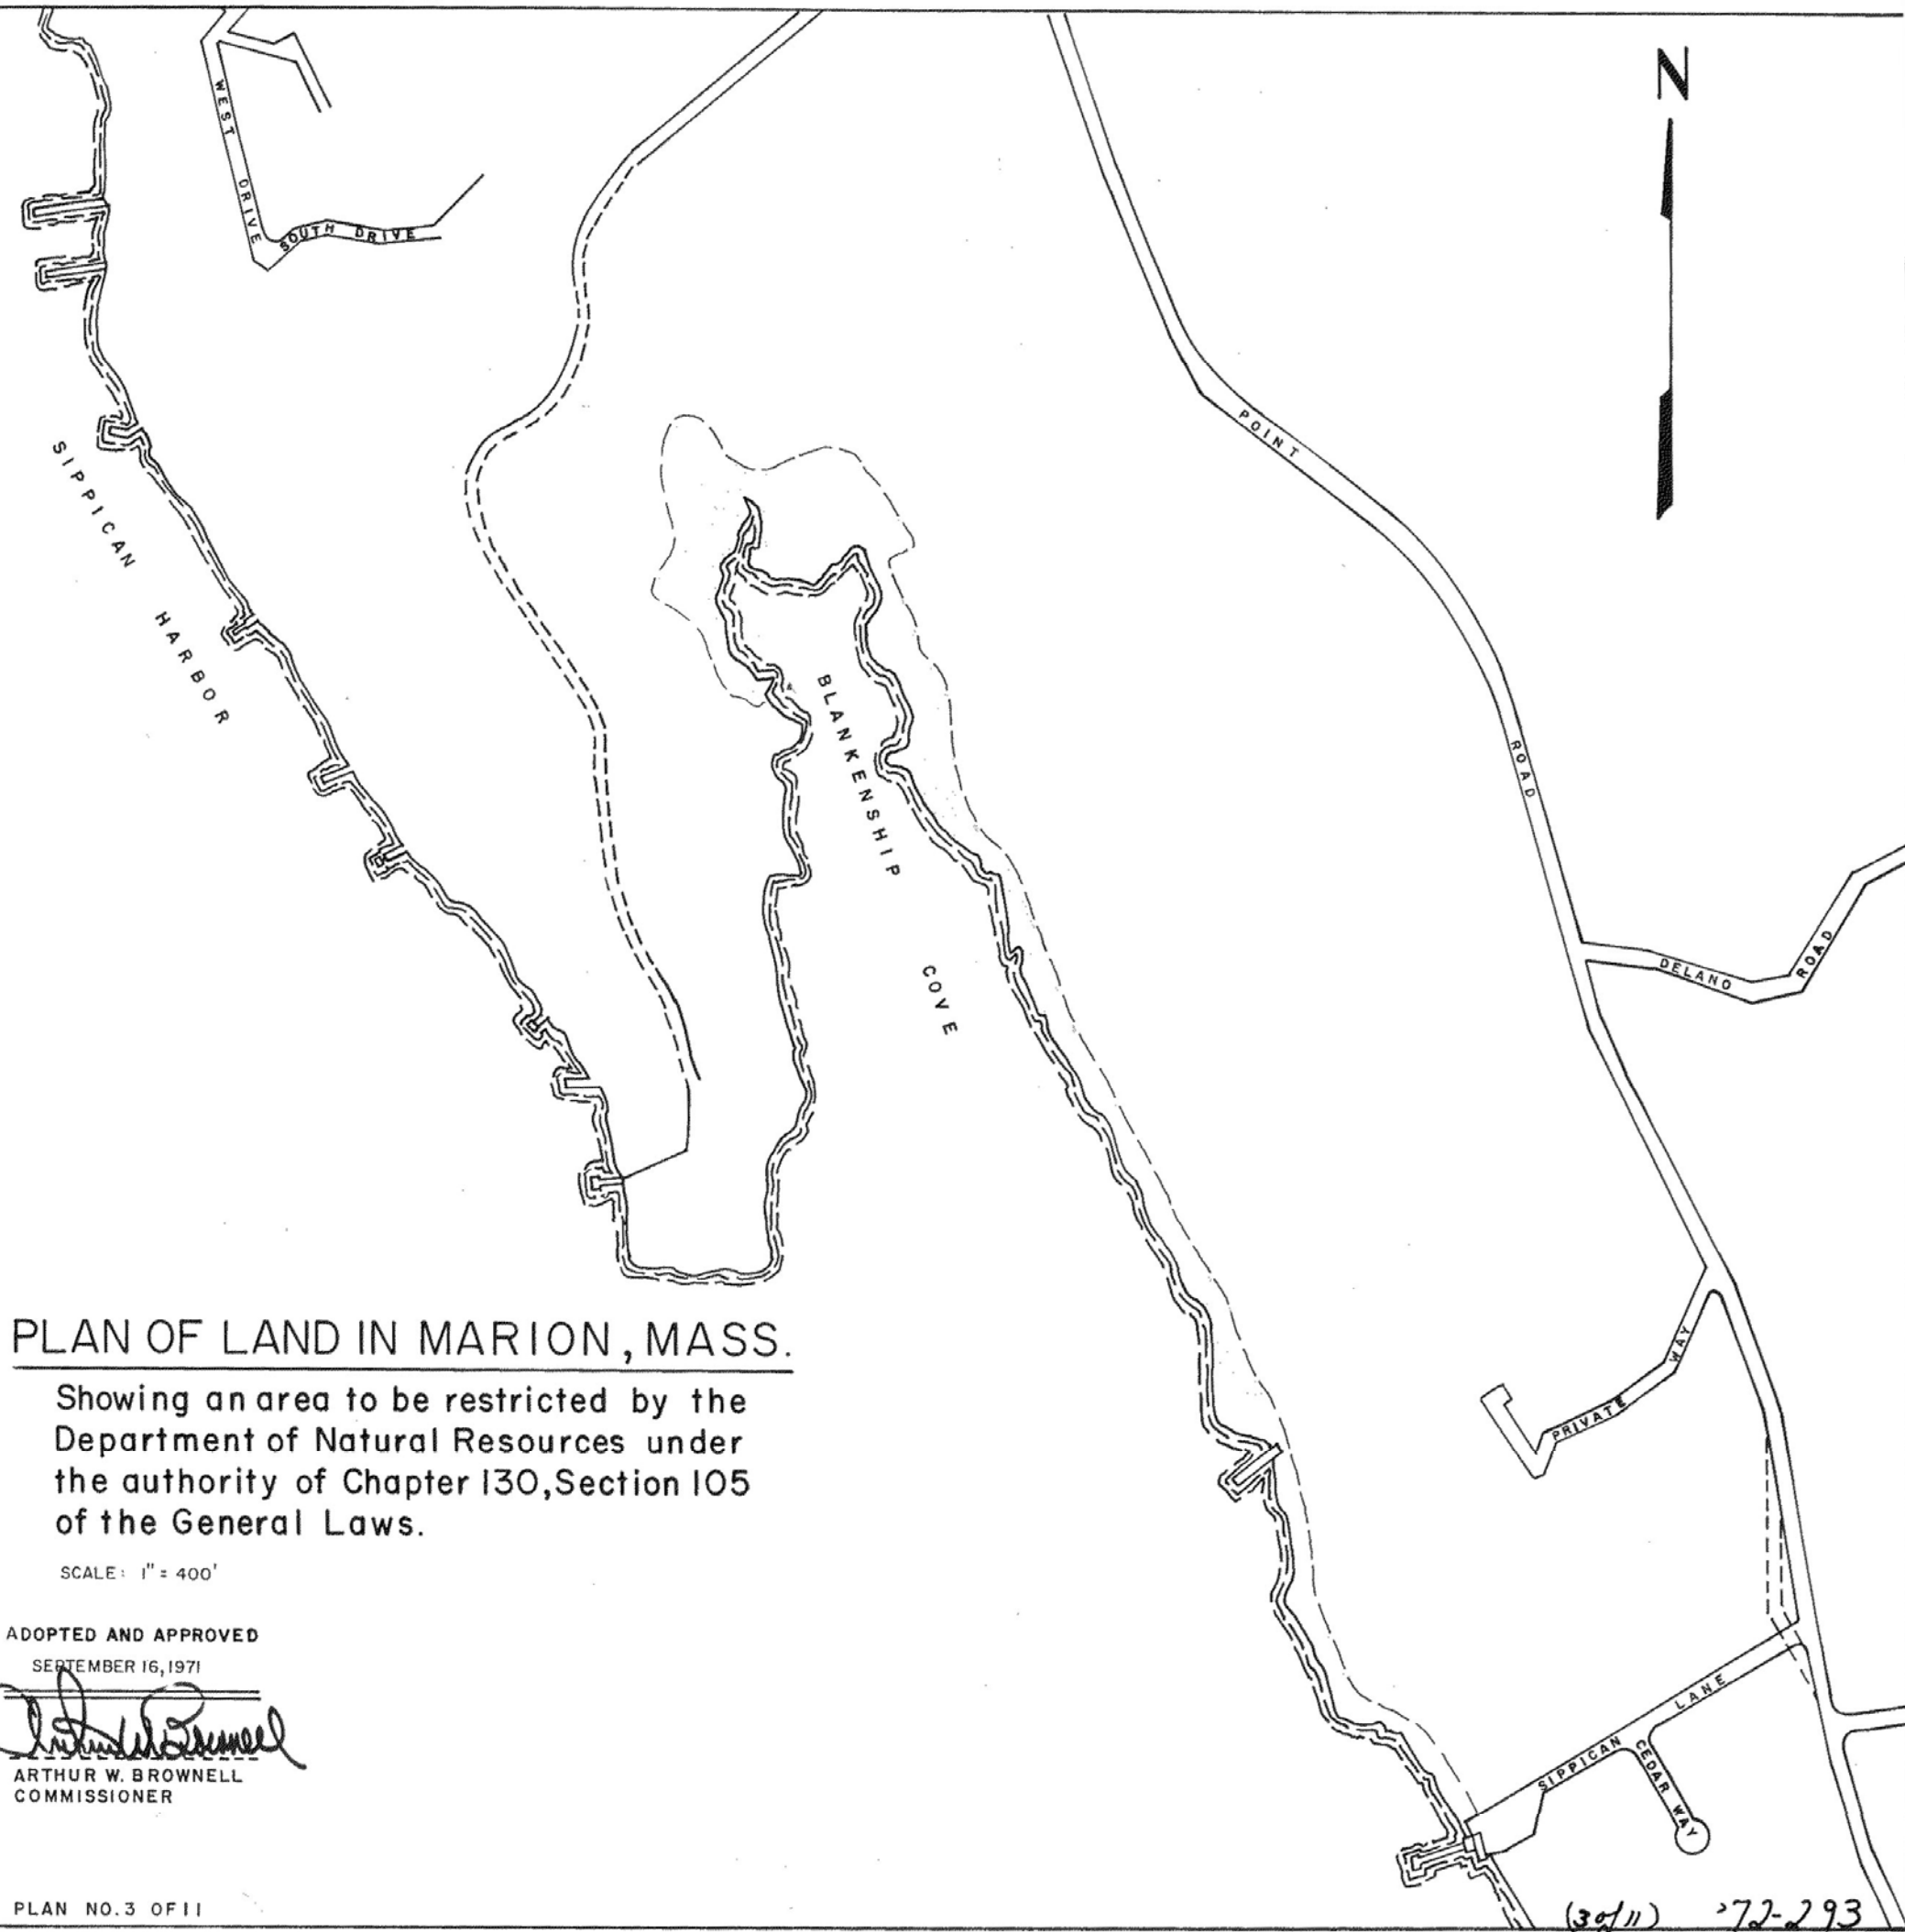 N
WEST DRIVE
SOUTH DRIVE
POINT ROAD
SIPPICAN HARBOR
BLANKENSHIP COVE
DELANO ROAD
PRIVATE WAY
SIPPICAN LANE
CEDAR WAY
PLAN OF LAND IN MARION, MASS.
Showing an area to be restricted by the
Department of Natural Resources under
the authority of Chapter 130, Section 105
of the General Laws.
SCALE: 1" = 400'
ADOPTED AND APPROVED
SEPTEMBER 16, 1971
Arthur W. Brownell
ARTHUR W. BROWNELL
COMMISSIONER
PLAN NO. 3 OF 11
(3 of 11) '72-293